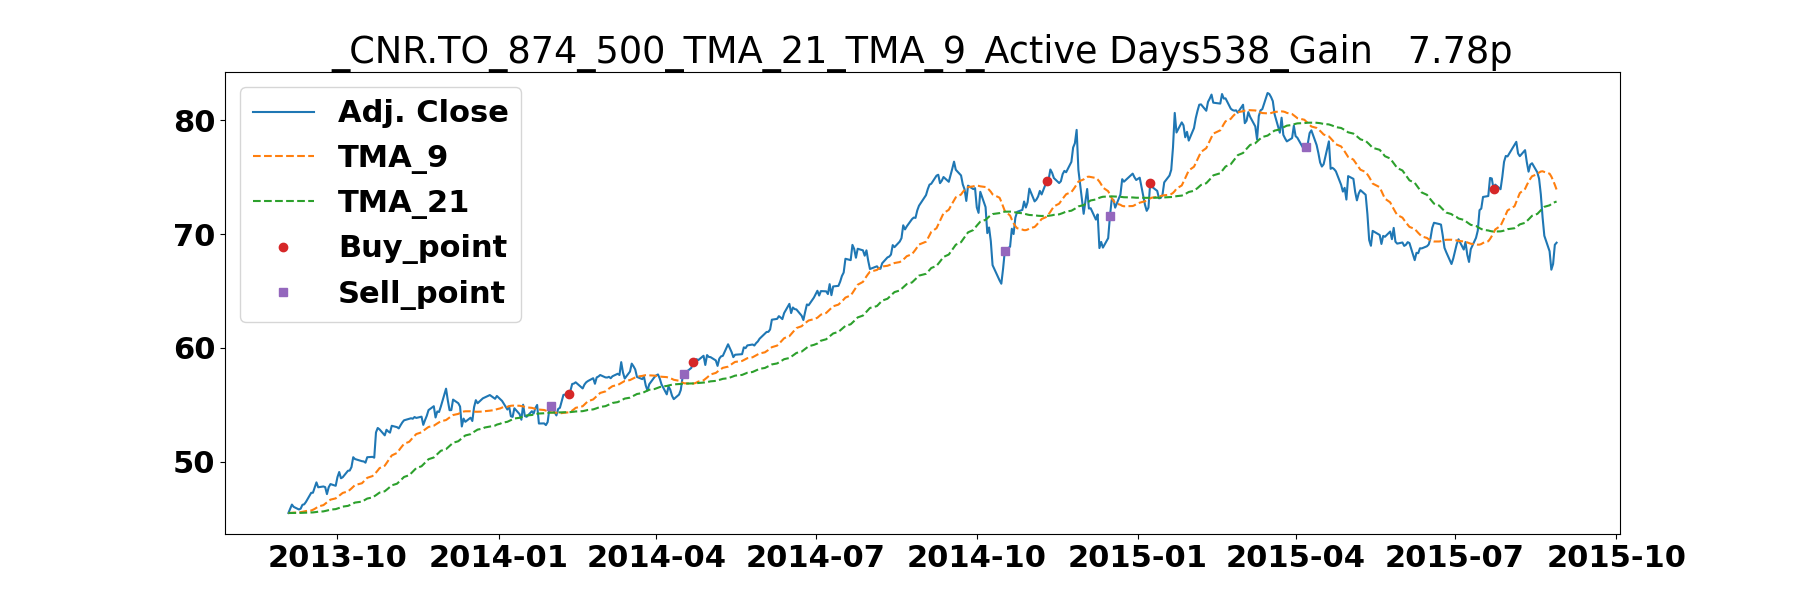 _CNR.TO_874_500_TMA_21_TMA_9_Active Days538_Gain   7.78p
Adj. Close
TMA_9
TMA_21
Buy_point
Sell_point
80
70
60
50
2013-10 2014-01 2014-04 2014-07 2014-10 2015-01 2015-04 2015-07 2015-10